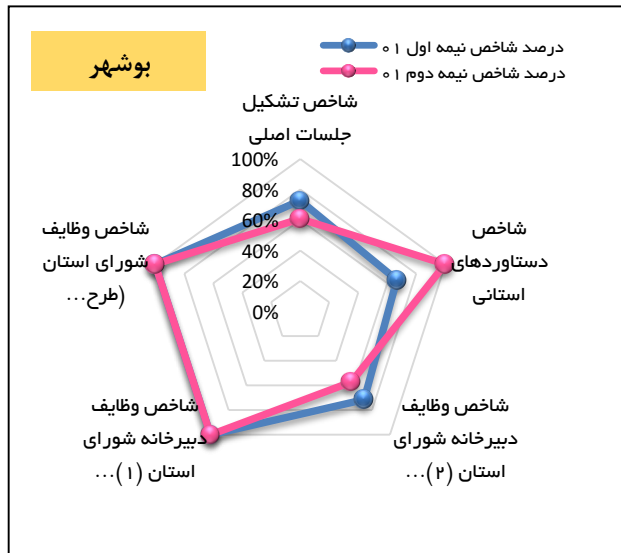 بوشهر
درصد شاخص نیمه اول ۰۱
درصد شاخص نیمه دوم ۰۱
شاخص تشکیل
جلسات اصلی
100%
80%
60%
40%
20%
0%
شاخص
دستاوردهای
استانی
شاخص وظایف
دبیرخانه شورای
استان (۲)...
شاخص وظایف
دبیرخانه شورای
استان (۱)...
شاخص وظایف
شورای استان
(طرح...